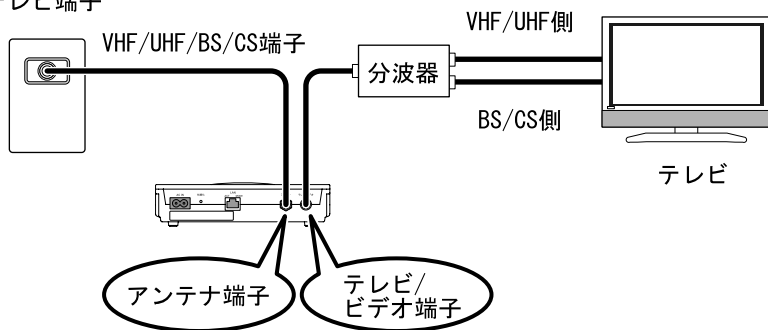 レビ端子
VHF/UHF/BS/CS端子
VHF/UHF側
分波器
BS/CS側
テレビ
アンテナ端子
テレビ/
ビデオ端子